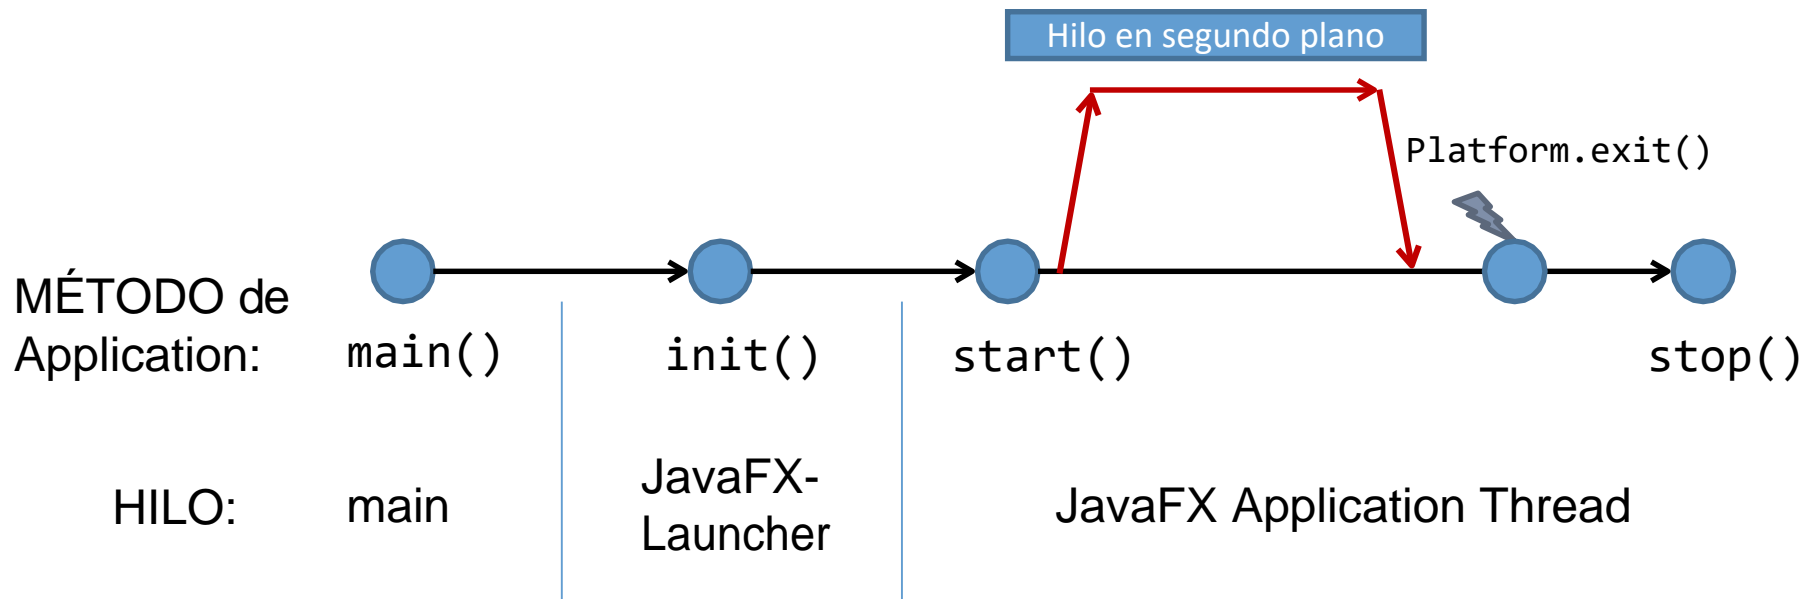 Hilo en segundo plano
Platform.exit()
MÉTODO de
Application:
main()
init()
start()
stop()
HILO:
main
JavaFX-
Launcher
JavaFX Application Thread